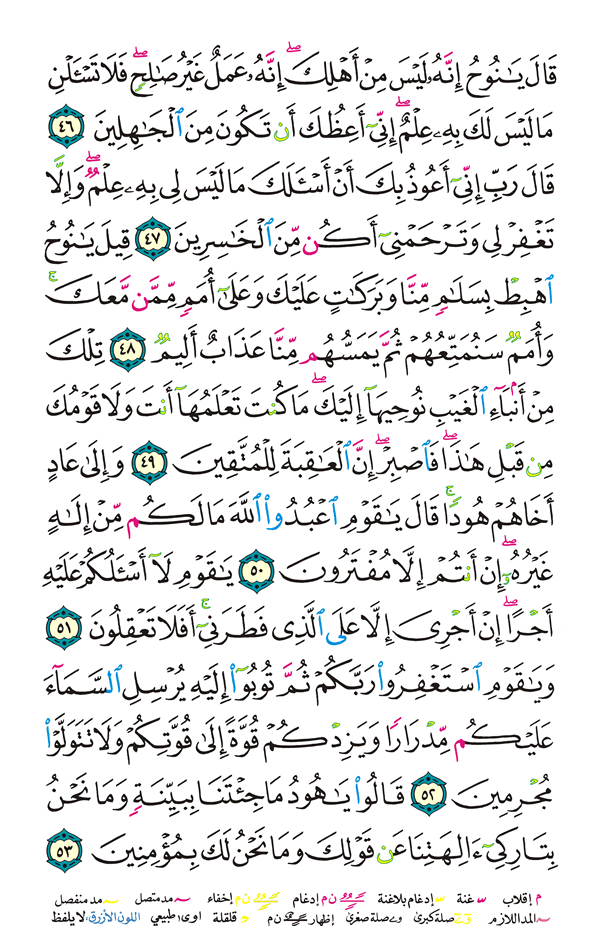 قَالَ يَـٰنُوحُ إِنَّهُۥ لَيْسَ مِنْ أَهْلِكَ ۖ إِنَّهُۥ عَمَلٌ غَيْرُ صَـٰلِحٍ ۖ فَلَا تَسْـَٔلْنِ
مَا لَيْسَ لَكَ بِهِۦ عِلْمٌ ۖ إِنِّىٓ أَعِظُكَ أَن تَكُونَ مِنَ ٱلْجَـٰهِلِينَ ٤٦
قَالَ رَبِّ إِنِّىٓ أَعُوذُ بِكَ أَنْ أَسْـَٔلَكَ مَا لَيْسَ لِى بِهِۦ عِلْمٌ ۖ وَإِلَّا
تَغْفِرْ لِى وَتَرْحَمْنِىٓ أَكُن مِّنَ ٱلْخَـٰسِرِينَ ٤٧ قِيلَ يَـٰنُوحُ
ٱهْبِطْ بِسَلَـٰمٍ مِّنَّا وَبَرَكَـٰتٍ عَلَيْكَ وَعَلَىٰٓ أُمَمٍ مِّمَّن مَّعَكَ ۚ
وَأُمَمٌ سَنُمَتِّعُهُمْ ثُمَّ يَمَسُّهُم مِّنَّا عَذَابٌ أَلِيمٌ ٤٨ تِلْكَ
مِنْ أَنۢبَآءِ ٱلْغَيْبِ نُوحِيهَآ إِلَيْكَ ۖ مَا كُنتَ تَعْلَمُهَآ أَنتَ وَلَا قَوْمُكَ
مِن قَبْلِ هَـٰذَا ۖ فَٱصْبِرْ ۖ إِنَّ ٱلْعَـٰقِبَةَ لِلْمُتَّقِينَ ٤٩ وَإِلَىٰ عَادٍ
أَخَاهُمْ هُودًا ۚ قَالَ يَـٰقَوْمِ ٱعْبُدُوا۟ ٱللَّهَ مَا لَكُم مِّنْ إِلَـٰهٍ
غَيْرُهُۥٓ ۖ إِنْ أَنتُمْ إِلَّا مُفْتَرُونَ ٥٠ يَـٰقَوْمِ لَآ أَسْـَٔلُكُمْ عَلَيْهِ
أَجْرًا ۖ إِنْ أَجْرِىَ إِلَّا عَلَى ٱلَّذِى فَطَرَنِىٓ ۚ أَفَلَا تَعْقِلُونَ ٥١
وَيَـٰقَوْمِ ٱسْتَغْفِرُوا۟ رَبَّكُمْ ثُمَّ تُوبُوٓا۟ إِلَيْهِ يُرْسِلِ ٱلسَّمَآءَ
عَلَيْكُم مِّدْرَارًا وَيَزِدْكُمْ قُوَّةً إِلَىٰ قُوَّتِكُمْ وَلَا تَتَوَلَّوْا۟
مُجْرِمِينَ ٥٢ قَالُوا۟ يَـٰهُودُ مَا جِئْتَنَا بِبَيِّنَةٍ وَمَا نَحْنُ
بِتَارِكِىٓ ءَالِهَتِنَا عَن قَوْلِكَ وَمَا نَحْنُ لَكَ بِمُؤْمِنِينَ ٥٣
م إقلاب غنة إدغام بلاغنة ن م إدغام ن م إخفاء مد متصل مد منفصل
المد اللازم صلة كبرى صلة صغرى إظهار ن م قلقلة اوى طبيعي اللون الأزرق: لا يلفظ